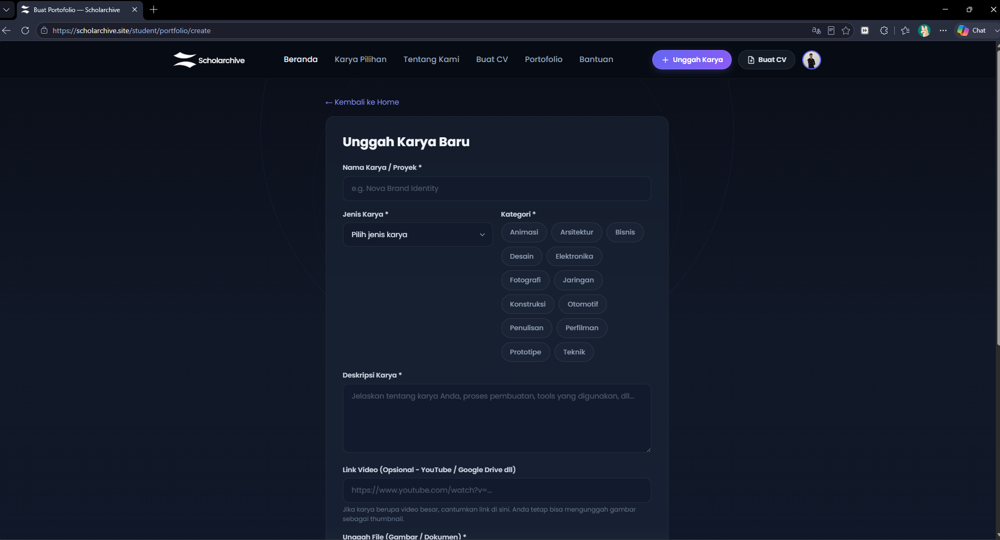 Buat Portofolio — Scholarchive
https://scholarchive.site/student/portfolio/create
Chat
Scholarchive
Beranda
Karya Pilihan
Tentang Kami
Buat CV
Portofolio
Bantuan
+ Unggah Karya
Buat CV
← Kembali ke Home
Unggah Karya Baru
Nama Karya / Proyek *
e.g. Nova Brand Identity
Jenis Karya *
Pilih jenis karya
Kategori *
Animasi Arsitektur Bisnis
Desain Elektronika
Fotografi Jaringan
Konstruksi Otomotif
Penulisan Perfilman
Prototipe Teknik
Deskripsi Karya *
Jelaskan tentang karya Anda, proses pembuatan, tools yang digunakan, dll...
Link Video (Opsional - YouTube / Google Drive dll)
https://www.youtube.com/watch?v=...
Jika karya berupa video besar, cantumkan link di sini. Anda tetap bisa mengunggah gambar
sebagai thumbnail.
Unggah File (Gambar / Dokumen) *